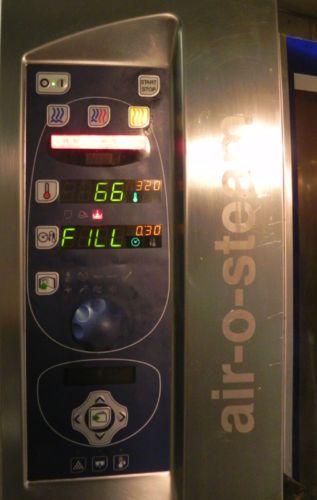 O I
START
STOP
66 320
FILL 0.30
air-o-steam